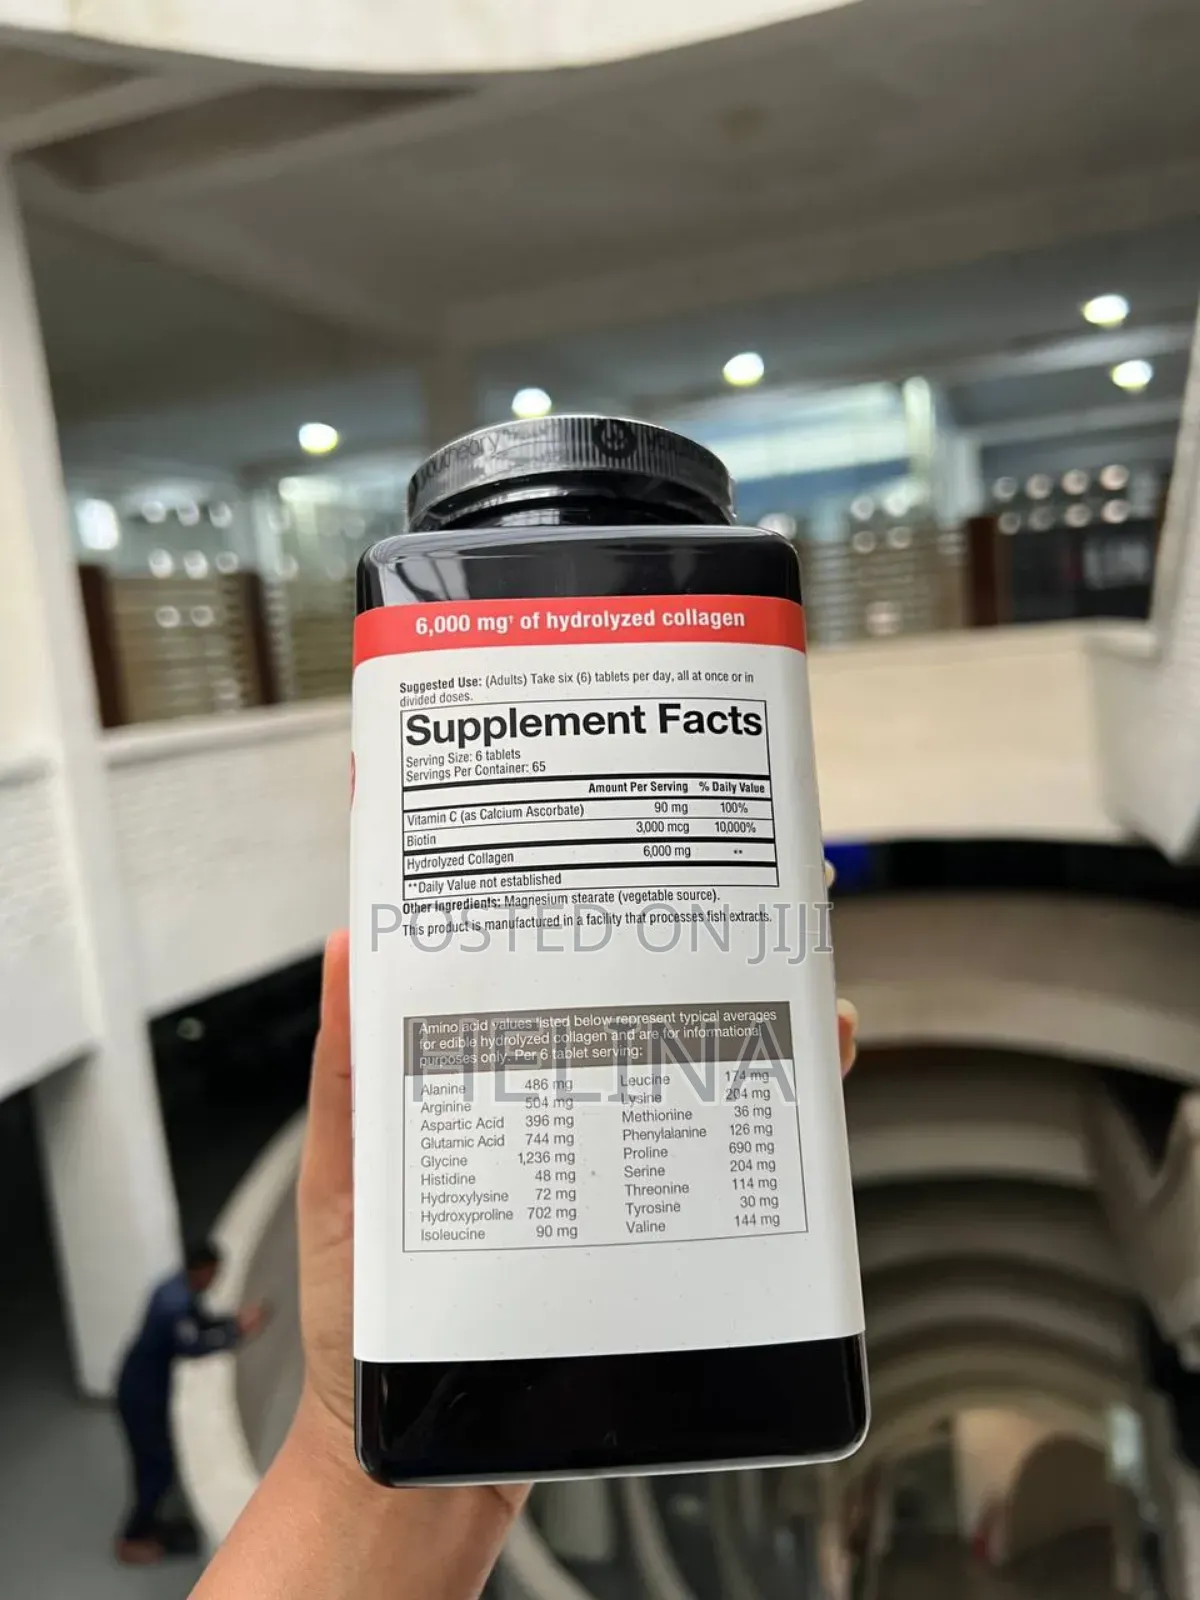 youtheory
6,000 mg† of hydrolyzed collagen
Suggested Use: (Adults) Take six (6) tablets per day, all at once or in
divided doses.
Supplement Facts
Serving Size: 6 tablets
Servings Per Container: 65
Amount Per Serving % Daily Value
Vitamin C (as Calcium Ascorbate) 90 mg 100%
Biotin 3,000 mcg 10,000%
Hydrolyzed Collagen 6,000 mg **
**Daily Value not established
Other Ingredients: Magnesium stearate (vegetable source).
This product is manufactured in a facility that processes fish extracts.
POSTED ON JIJI
HELINA
Amino acid values listed below represent typical averages
for edible hydrolyzed collagen and are for informational
purposes only. Per 6 tablet serving:
Alanine 486 mg Leucine 174 mg
Arginine 504 mg Lysine 204 mg
Aspartic Acid 396 mg Methionine 36 mg
Glutamic Acid 744 mg Phenylalanine 126 mg
Glycine 1,236 mg Proline 690 mg
Histidine 48 mg Serine 204 mg
Hydroxylysine 72 mg Threonine 114 mg
Hydroxyproline 702 mg Tyrosine 30 mg
Isoleucine 90 mg Valine 144 mg